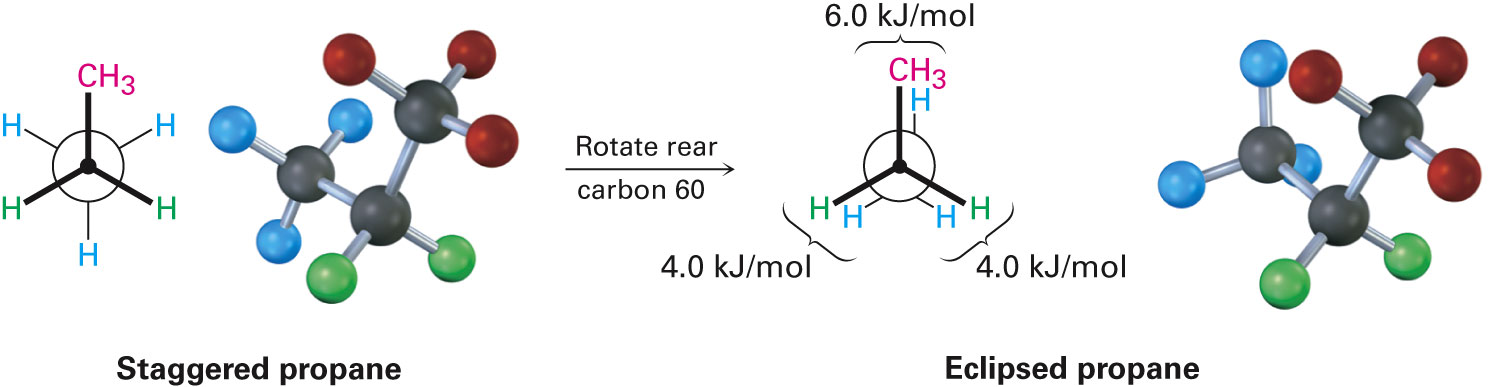 CH3
H
H
H
H
H
Rotate rear
carbon 60
6.0 kJ/mol
CH3
H
H
H
H
H
4.0 kJ/mol
4.0 kJ/mol
Staggered propane
Eclipsed propane